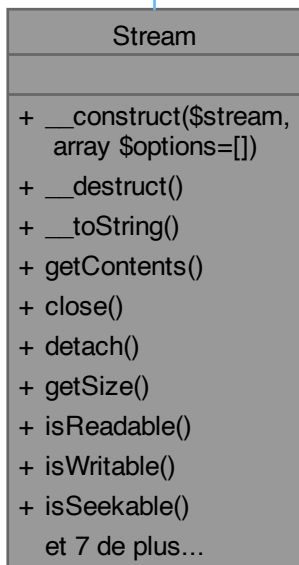 Stream
+ __construct($stream,
array $options=[])
+ __destruct()
+ __toString()
+ getContents()
+ close()
+ detach()
+ getSize()
+ isReadable()
+ isWritable()
+ isSeekable()
et 7 de plus...